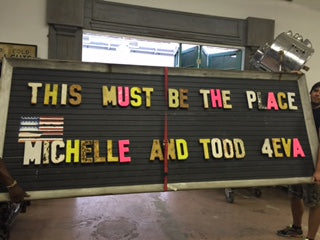 THIS MUST BE THE PLACE
MICHELLE AND TODD 4EVA